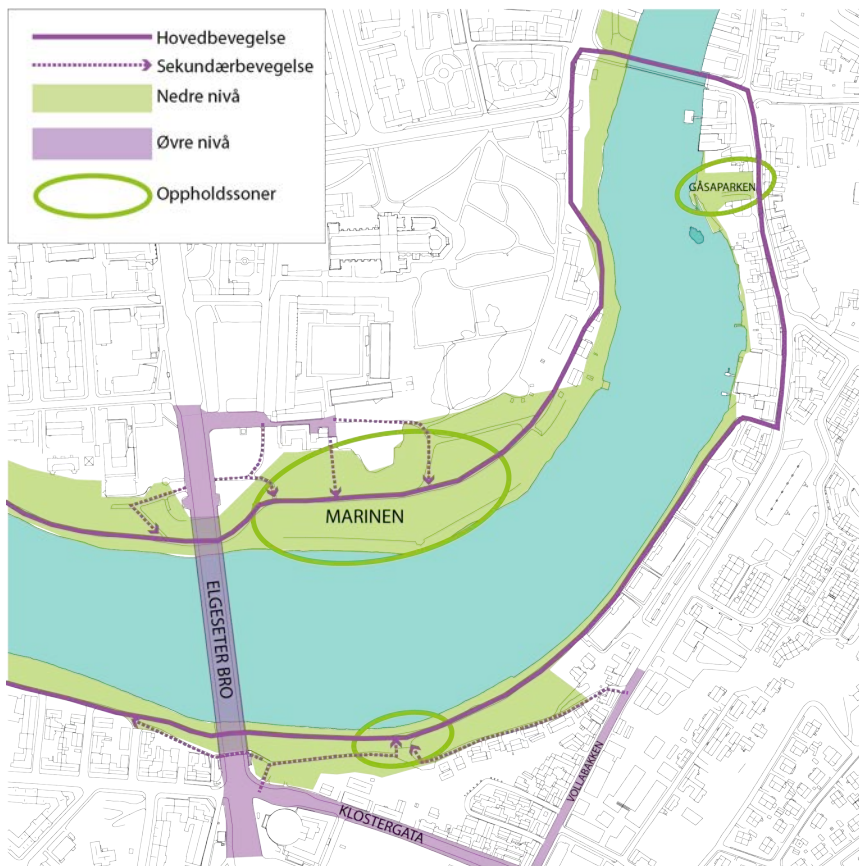 Hovedbevegelse
Sekundærbevegelse
Nedre nivå
Øvre nivå
Oppholdssoner
GÅSAPARKEN
MARINEN
ELGESETER BRO
VOLLABAKKEN
KLOSTERGATA